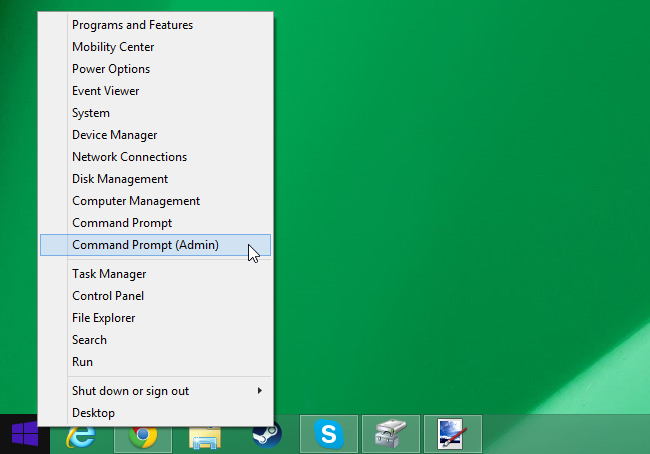 Programs and Features
Mobility Center
Power Options
Event Viewer
System
Device Manager
Network Connections
Disk Management
Computer Management
Command Prompt
Command Prompt (Admin)
Task Manager
Control Panel
File Explorer
Search
Run
Shut down or sign out
Desktop